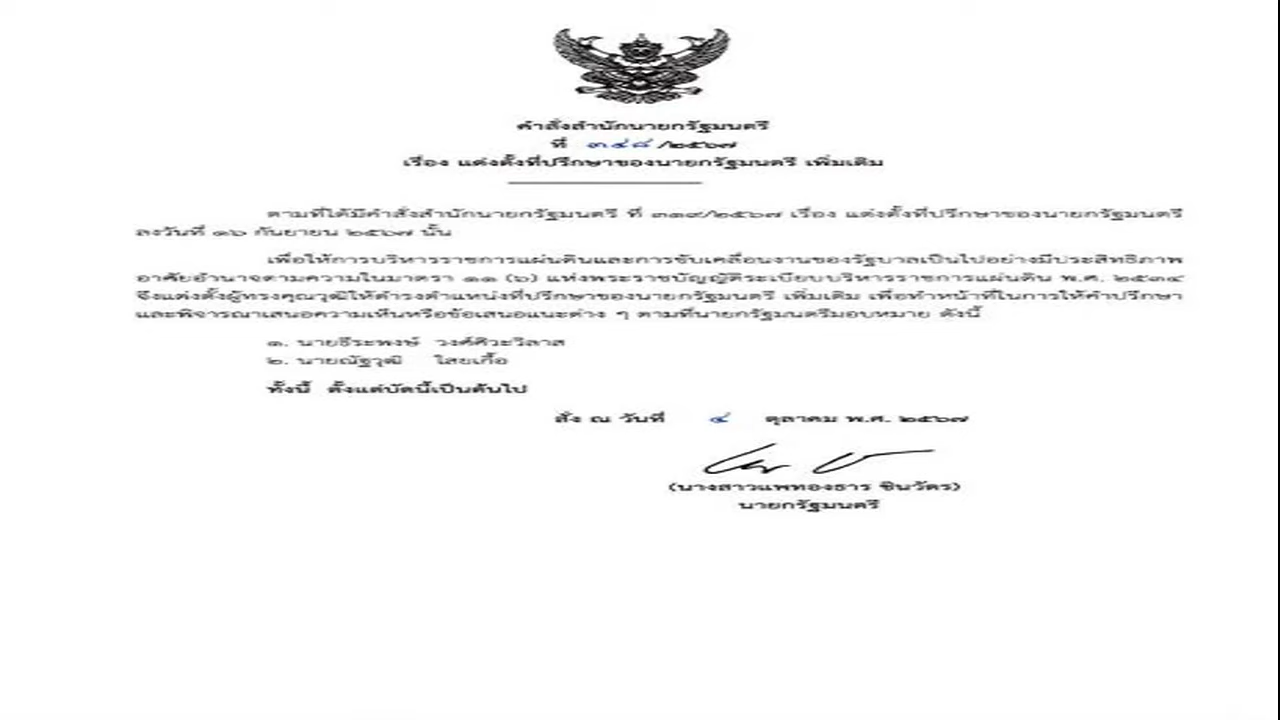 คำสั่งสำนักนายกรัฐมนตรี
ที่ ๓๔๘ /๒๕๖๗
เรื่อง แต่งตั้งที่ปรึกษาของนายกรัฐมนตรี เพิ่มเติม
ตามที่ได้มีคำสั่งสำนักนายกรัฐมนตรี ที่ ๓๑๙/๒๕๖๗ เรื่อง แต่งตั้งที่ปรึกษาของนายกรัฐมนตรี
ลงวันที่ ๑๖ กันยายน ๒๕๖๗ นั้น
เพื่อให้การบริหารราชการแผ่นดินและการขับเคลื่อนงานของรัฐบาลเป็นไปอย่างมีประสิทธิภาพ
อาศัยอำนาจตามความในมาตรา ๑๑ (๖) แห่งพระราชบัญญัติระเบียบบริหารราชการแผ่นดิน พ.ศ. ๒๕๓๔
จึงแต่งตั้งผู้ทรงคุณวุฒิให้ดำรงตำแหน่งที่ปรึกษาของนายกรัฐมนตรี เพิ่มเติม เพื่อทำหน้าที่ในการให้คำปรึกษา
และพิจารณาเสนอความเห็นหรือข้อเสนอแนะต่าง ๆ ตามที่นายกรัฐมนตรีมอบหมาย ดังนี้
๑. นายธีระพงษ์ วงศ์ศิวะวิลาส
๒. นายณัฐวุฒิ ใสยเกื้อ
ทั้งนี้ ตั้งแต่บัดนี้เป็นต้นไป
สั่ง ณ วันที่ ๔ ตุลาคม พ.ศ. ๒๕๖๗
(นางสาวแพทองธาร ชินวัตร)
นายกรัฐมนตรี